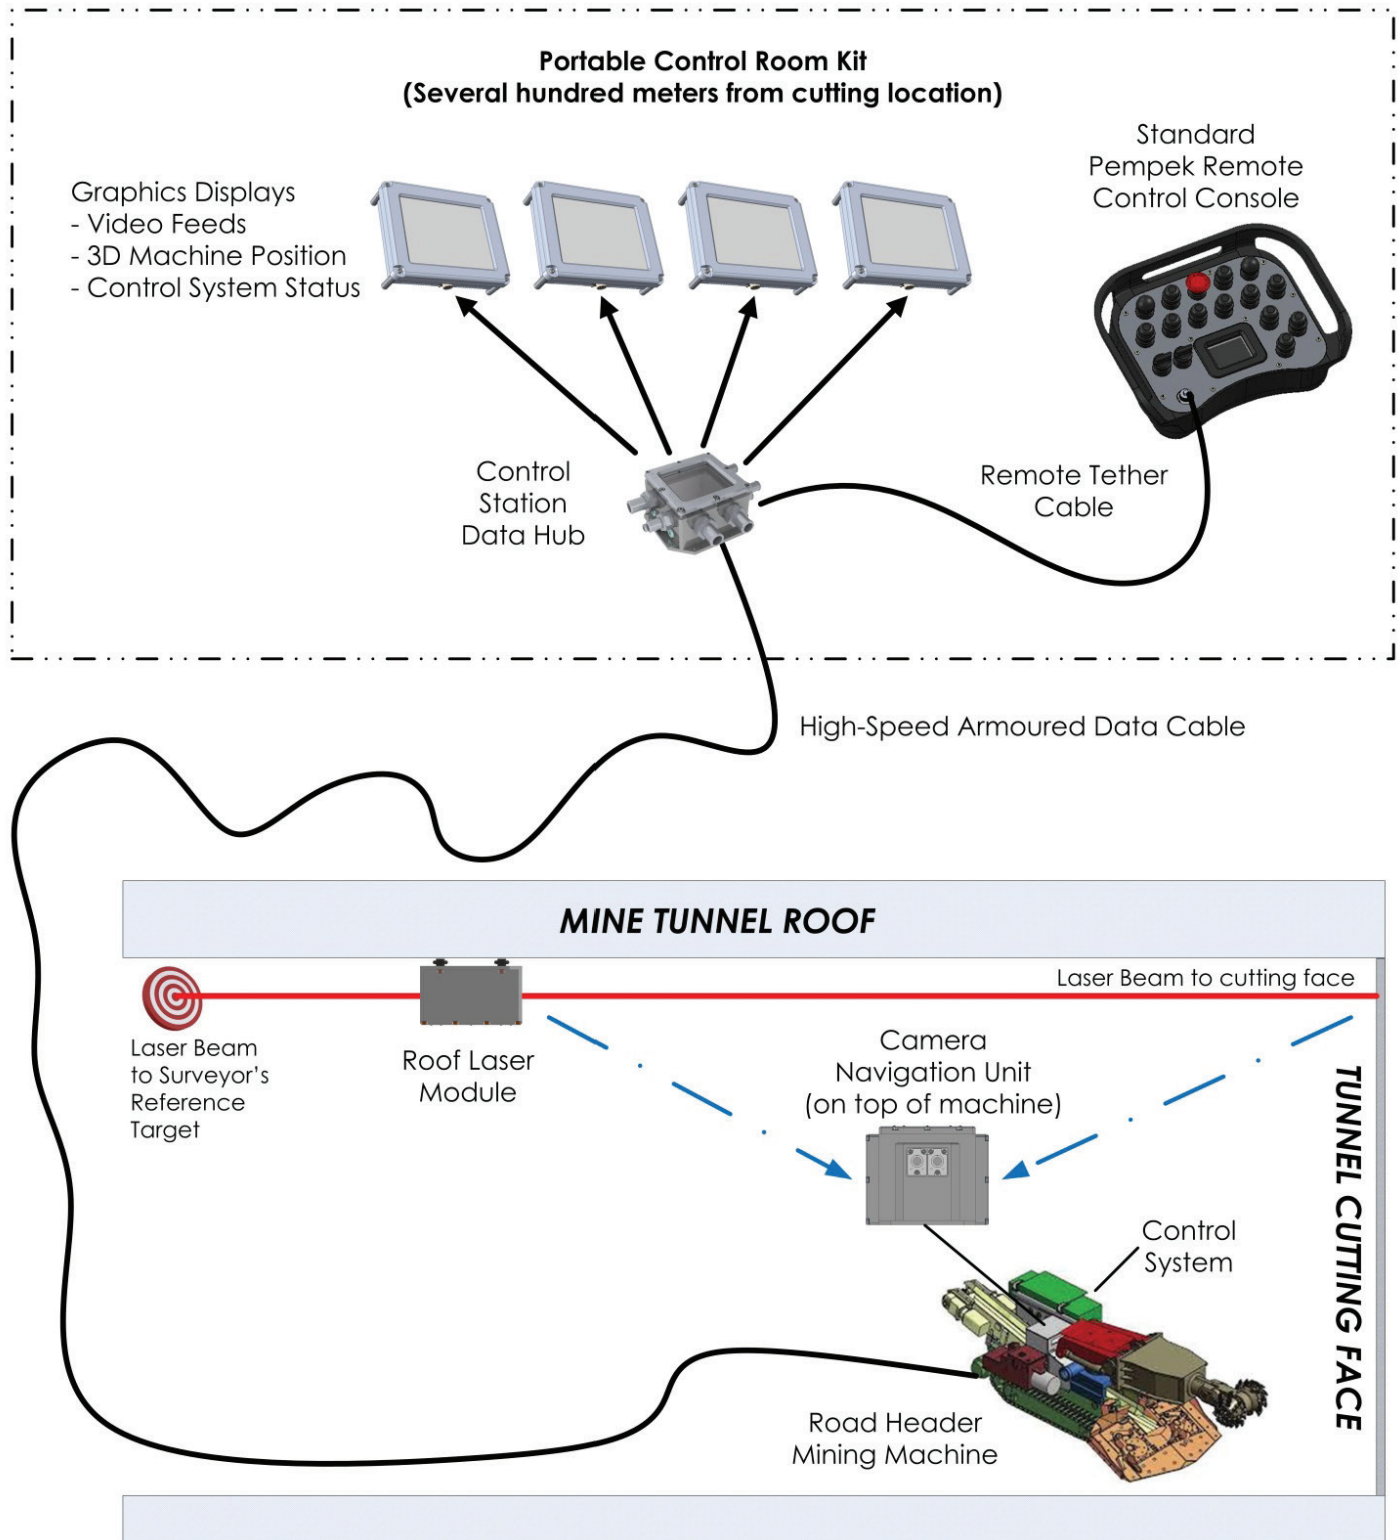 Portable Control Room Kit
(Several hundred meters from cutting location)
Standard
Pempek Remote
Control Console
Graphics Displays
- Video Feeds
- 3D Machine Position
- Control System Status
Control
Station
Data Hub
Remote Tether
Cable
High-Speed Armoured Data Cable
MINE TUNNEL ROOF
Laser Beam to cutting face
Laser Beam
to Surveyor's
Reference
Target
Roof Laser
Module
Camera
Navigation Unit
(on top of machine)
Control
System
TUNNEL CUTTING FACE
Road Header
Mining Machine